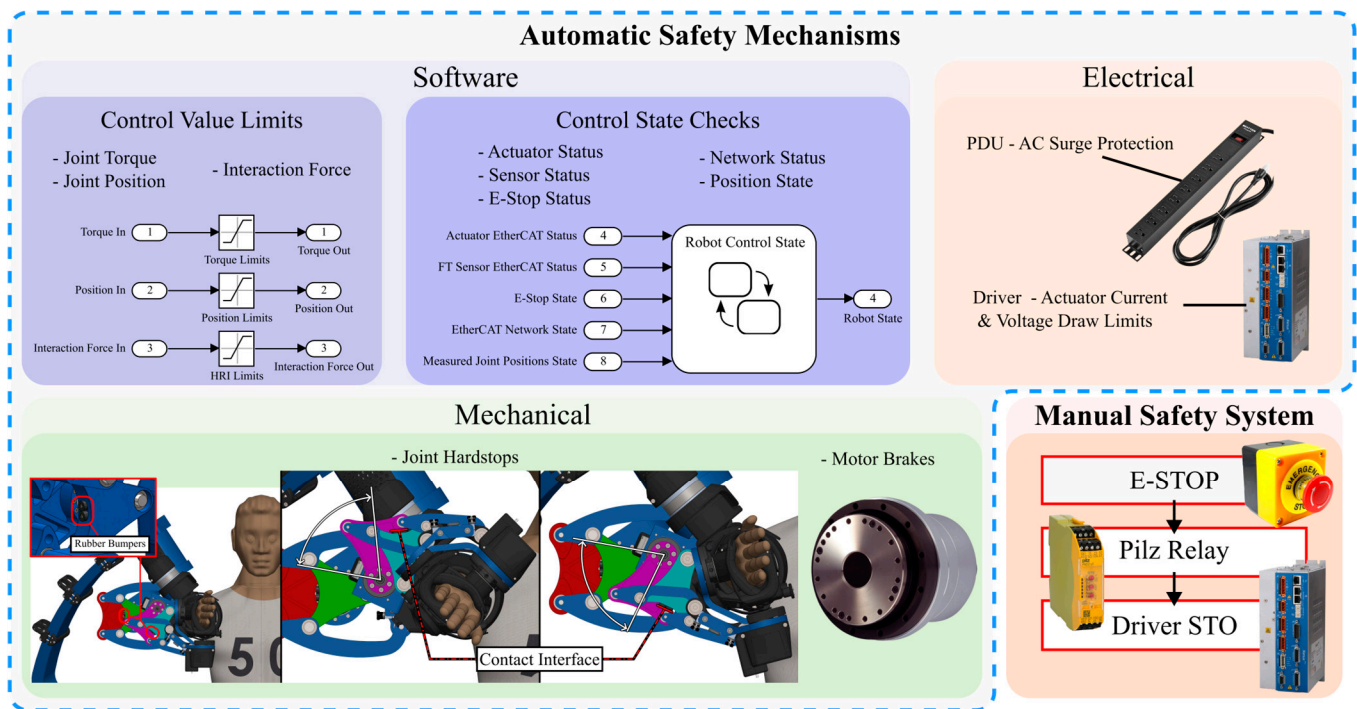 Automatic Safety Mechanisms
Software
Control Value Limits
- Joint Torque
- Joint Position
- Interaction Force
Torque In
1
Torque Limits
1
Torque Out
Position In
2
Position Limits
2
Position Out
Interaction Force In
3
HRI Limits
3
Interaction Force Out
Control State Checks
- Actuator Status
- Sensor Status
- E-Stop Status
- Network Status
- Position State
Actuator EtherCAT Status
4
FT Sensor EtherCAT Status
5
E-Stop State
6
EtherCAT Network State
7
Measured Joint Positions State
8
Robot Control State
4
Robot State
Electrical
PDU - AC Surge Protection
Driver - Actuator Current
& Voltage Draw Limits
Mechanical
- Joint Hardstops
- Motor Brakes
Rubber Bumpers
5 0
Contact Interface
Manual Safety System
E-STOP
EMERGENCY
STOP
Pilz Relay
Driver STO